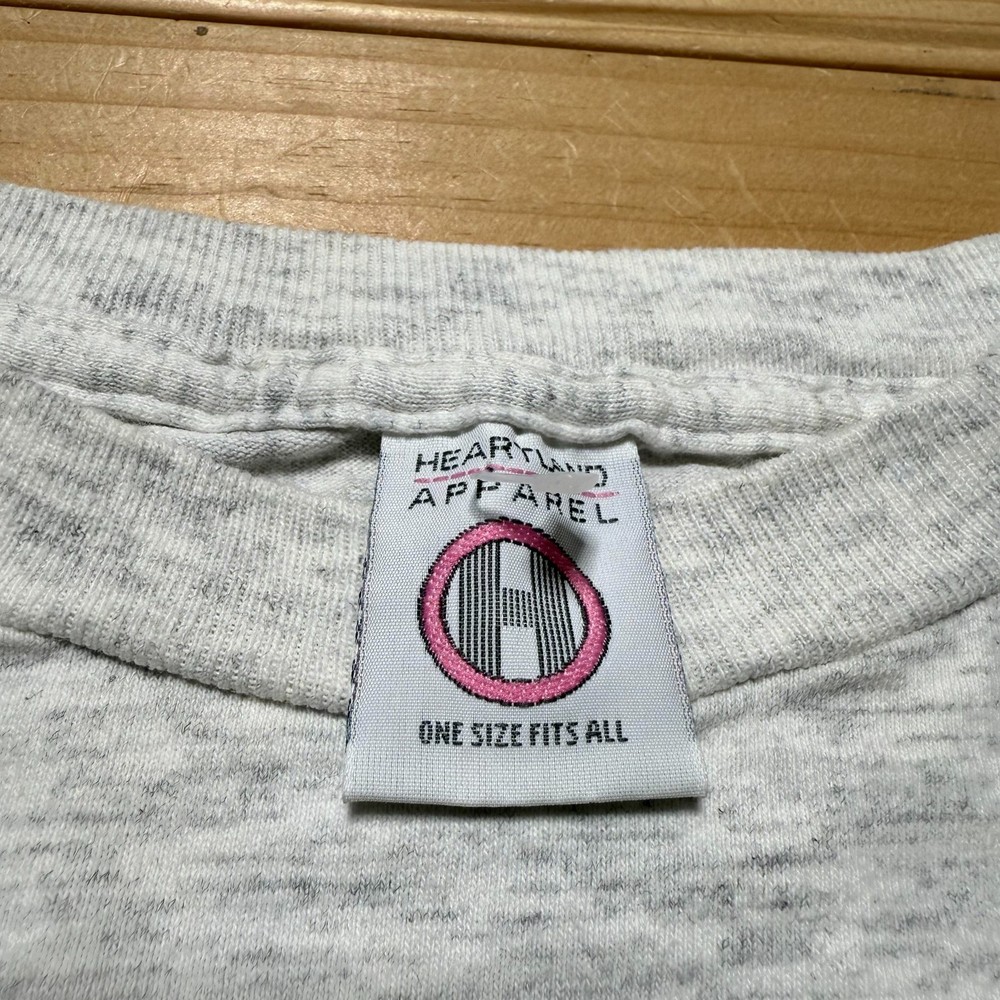 HEARTLAND
APPAREL
H
ONE SIZE FITS ALL